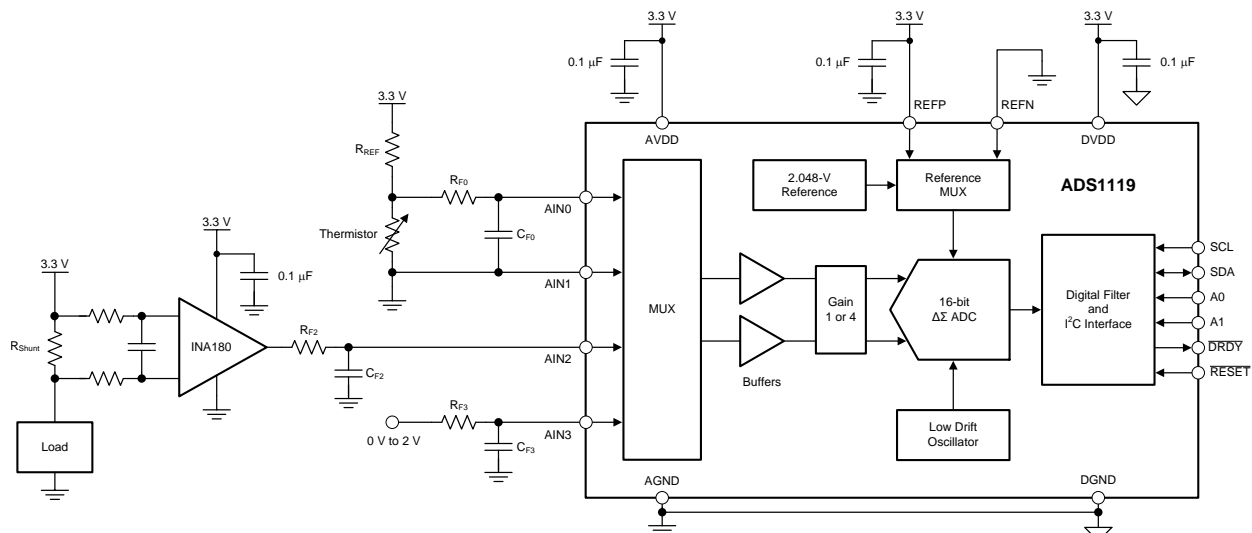 3.3 V
3.3 V
3.3 V
0.1 μF
0.1 μF
0.1 μF
REFP
REFN
3.3 V
AVDD
DVDD
RREF
2.048-V
Reference
Reference
MUX
ADS1119
RF0
AIN0
Thermistor
CF0
3.3 V
SCL
3.3 V
0.1 μF
AIN1
SDA
MUX
Gain
1 or 4
16-bit
ΔΣ ADC
Digital Filter
and
I2C Interface
A0
A1
RShunt
INA180
RF2
AIN2
DRDY
CF2
Buffers
RESET
RF3
AIN3
0 V to 2 V
CF3
Load
Low Drift
Oscillator
AGND
DGND